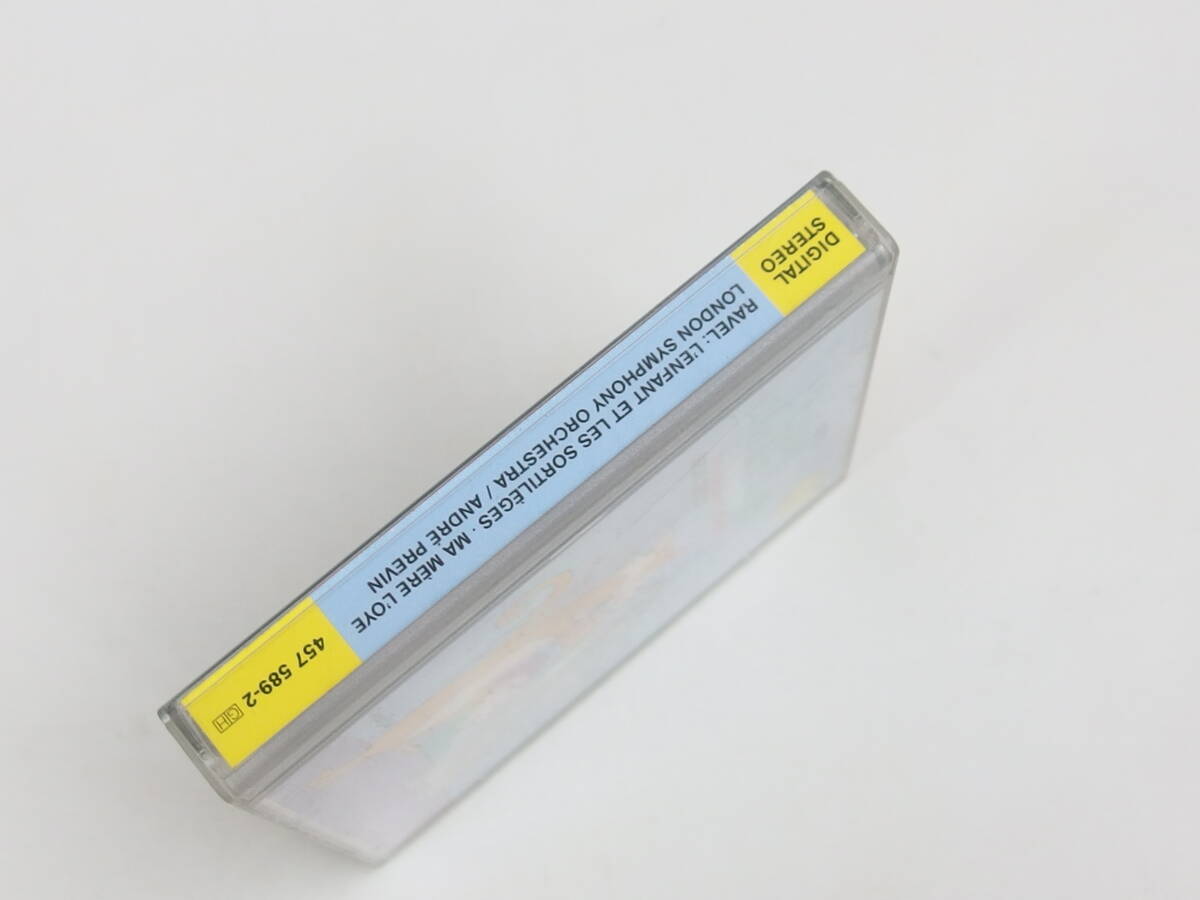 DIGITAL
STEREO
RAVEL: L'ENFANT ET LES SORTILÈGES · MA MÈRE L'OYE
LONDON SYMPHONY ORCHESTRA / ANDRÉ PREVIN
457 589-2 GH